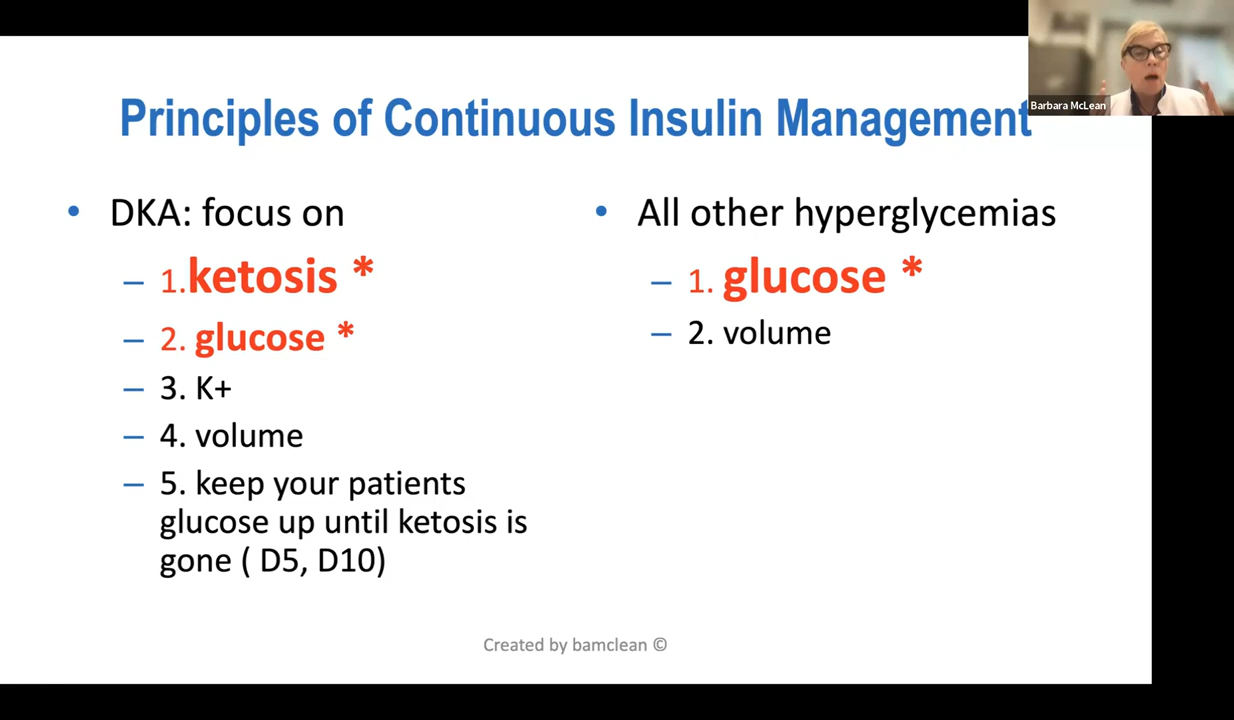 Barbara McLean
Principles of Continuous Insulin Management
• DKA: focus on
– 1.ketosis *
– 2. glucose *
– 3. K+
– 4. volume
– 5. keep your patients
glucose up until ketosis is
gone ( D5, D10)
• All other hyperglycemias
– 1. glucose *
– 2. volume
Created by bamclean ©